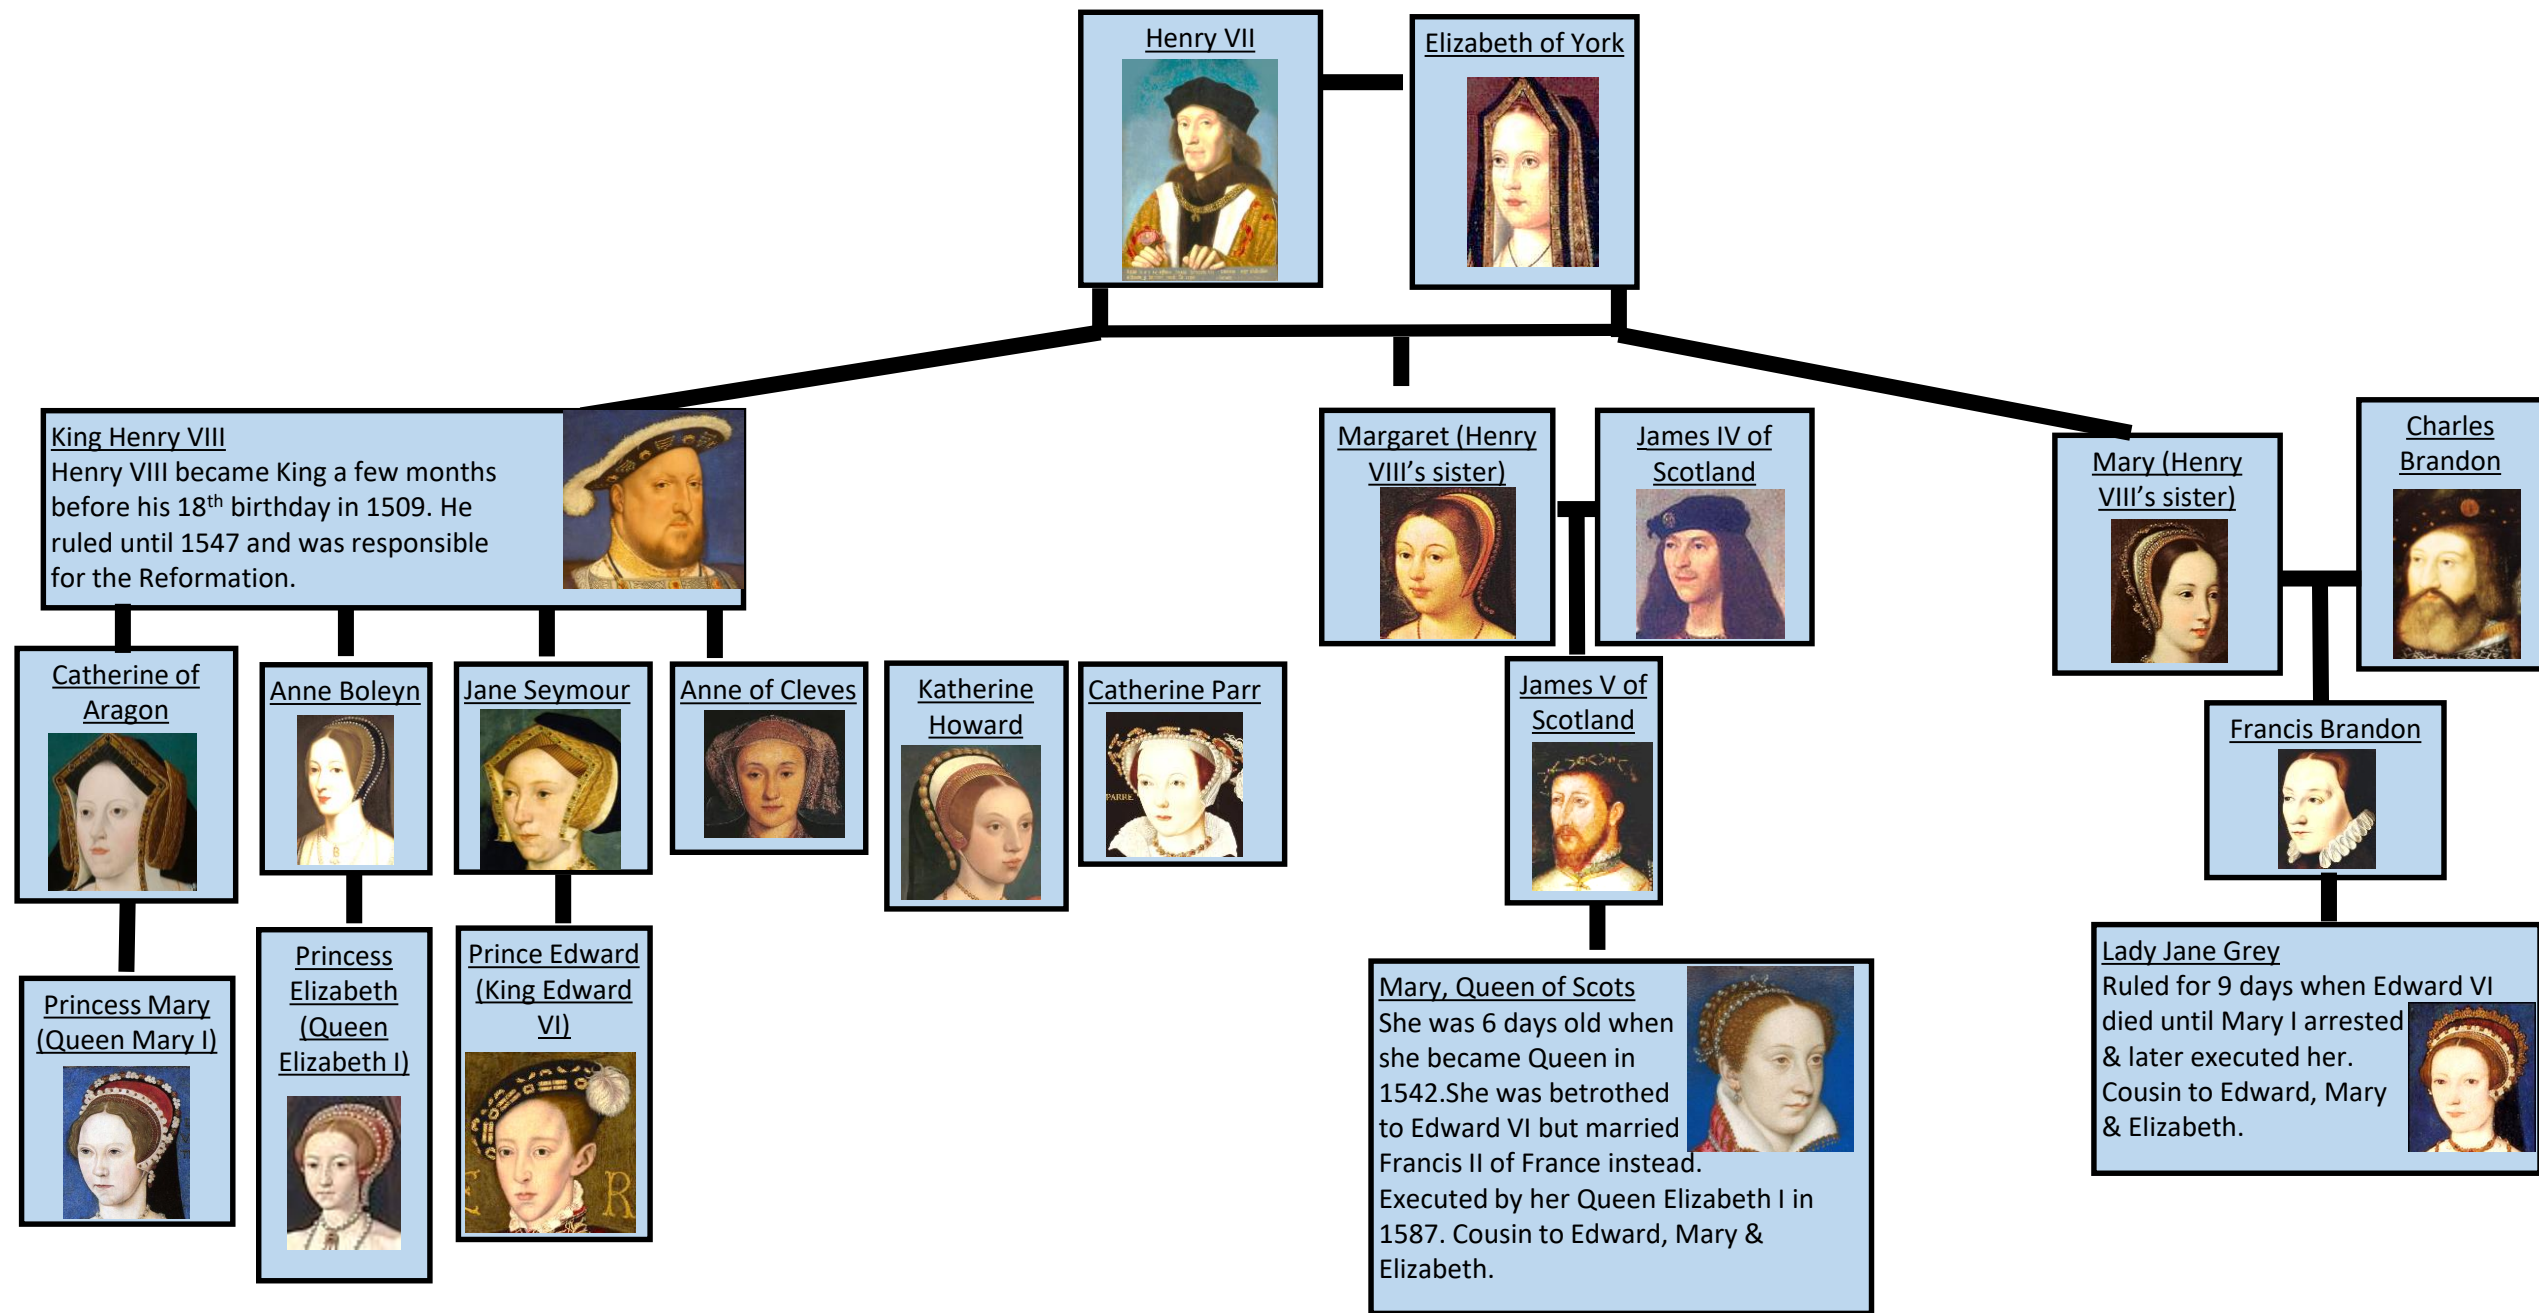 Henry VII
Elizabeth of York
King Henry VIII
Henry VIII became King a few months
before his 18th birthday in 1509. He
ruled until 1547 and was responsible
for the Reformation.
Margaret (Henry
VIII’s sister)
James IV of
Scotland
Mary (Henry
VIII’s sister)
Charles
Brandon
Catherine of
Aragon
Anne Boleyn
Jane Seymour
Anne of Cleves
Katherine
Howard
Catherine Parr
PARRE
James V of
Scotland
Francis Brandon
Princess Mary
(Queen Mary I)
Princess
Elizabeth
(Queen
Elizabeth I)
Prince Edward
(King Edward
VI)
R
Mary, Queen of Scots
She was 6 days old when
she became Queen in
1542.She was betrothed
to Edward VI but married
Francis II of France instead.
Executed by her Queen Elizabeth I in
1587. Cousin to Edward, Mary &
Elizabeth.
Lady Jane Grey
Ruled for 9 days when Edward VI
died until Mary I arrested
& later executed her.
Cousin to Edward, Mary
& Elizabeth.